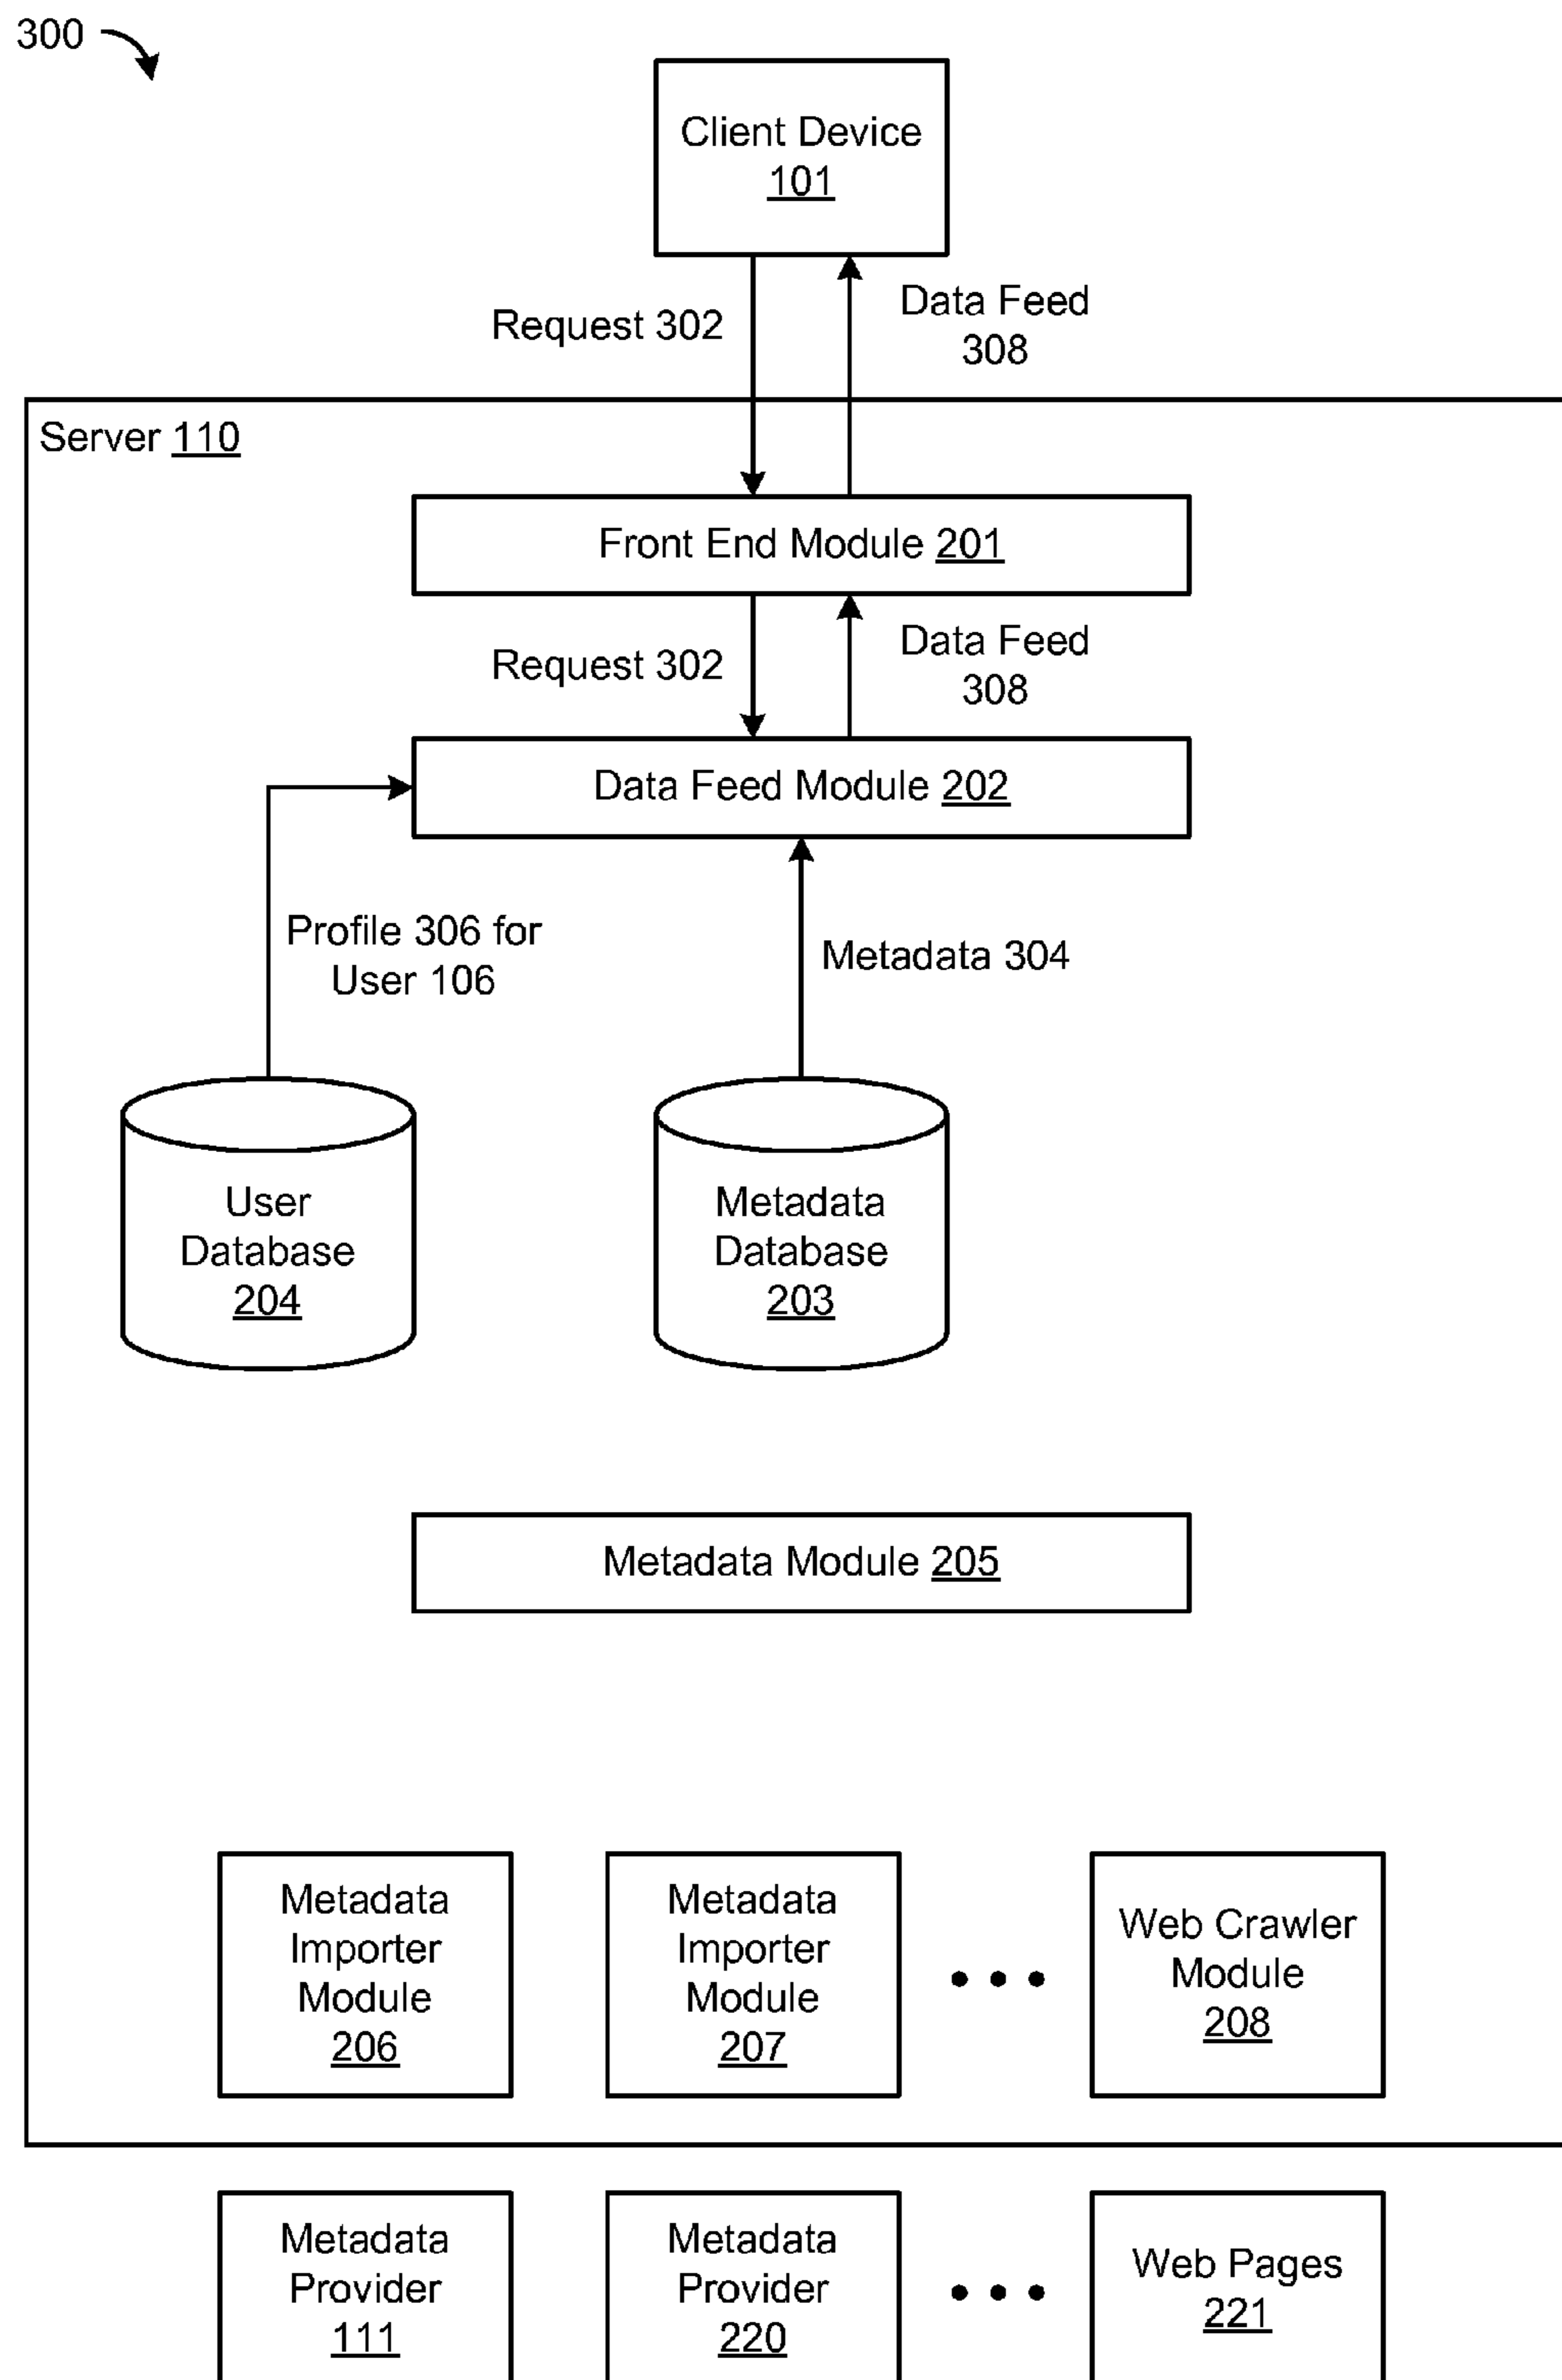 300
Client Device
101
Request 302
Data Feed
308
Server 110
Front End Module 201
Request 302
Data Feed
308
Data Feed Module 202
Profile 306 for
User 106
Metadata 304
User
Database
204
Metadata
Database
203
Metadata Module 205
Metadata
Importer
Module
206
Metadata
Importer
Module
207
Web Crawler
Module
208
Metadata
Provider
111
Metadata
Provider
220
Web Pages
221